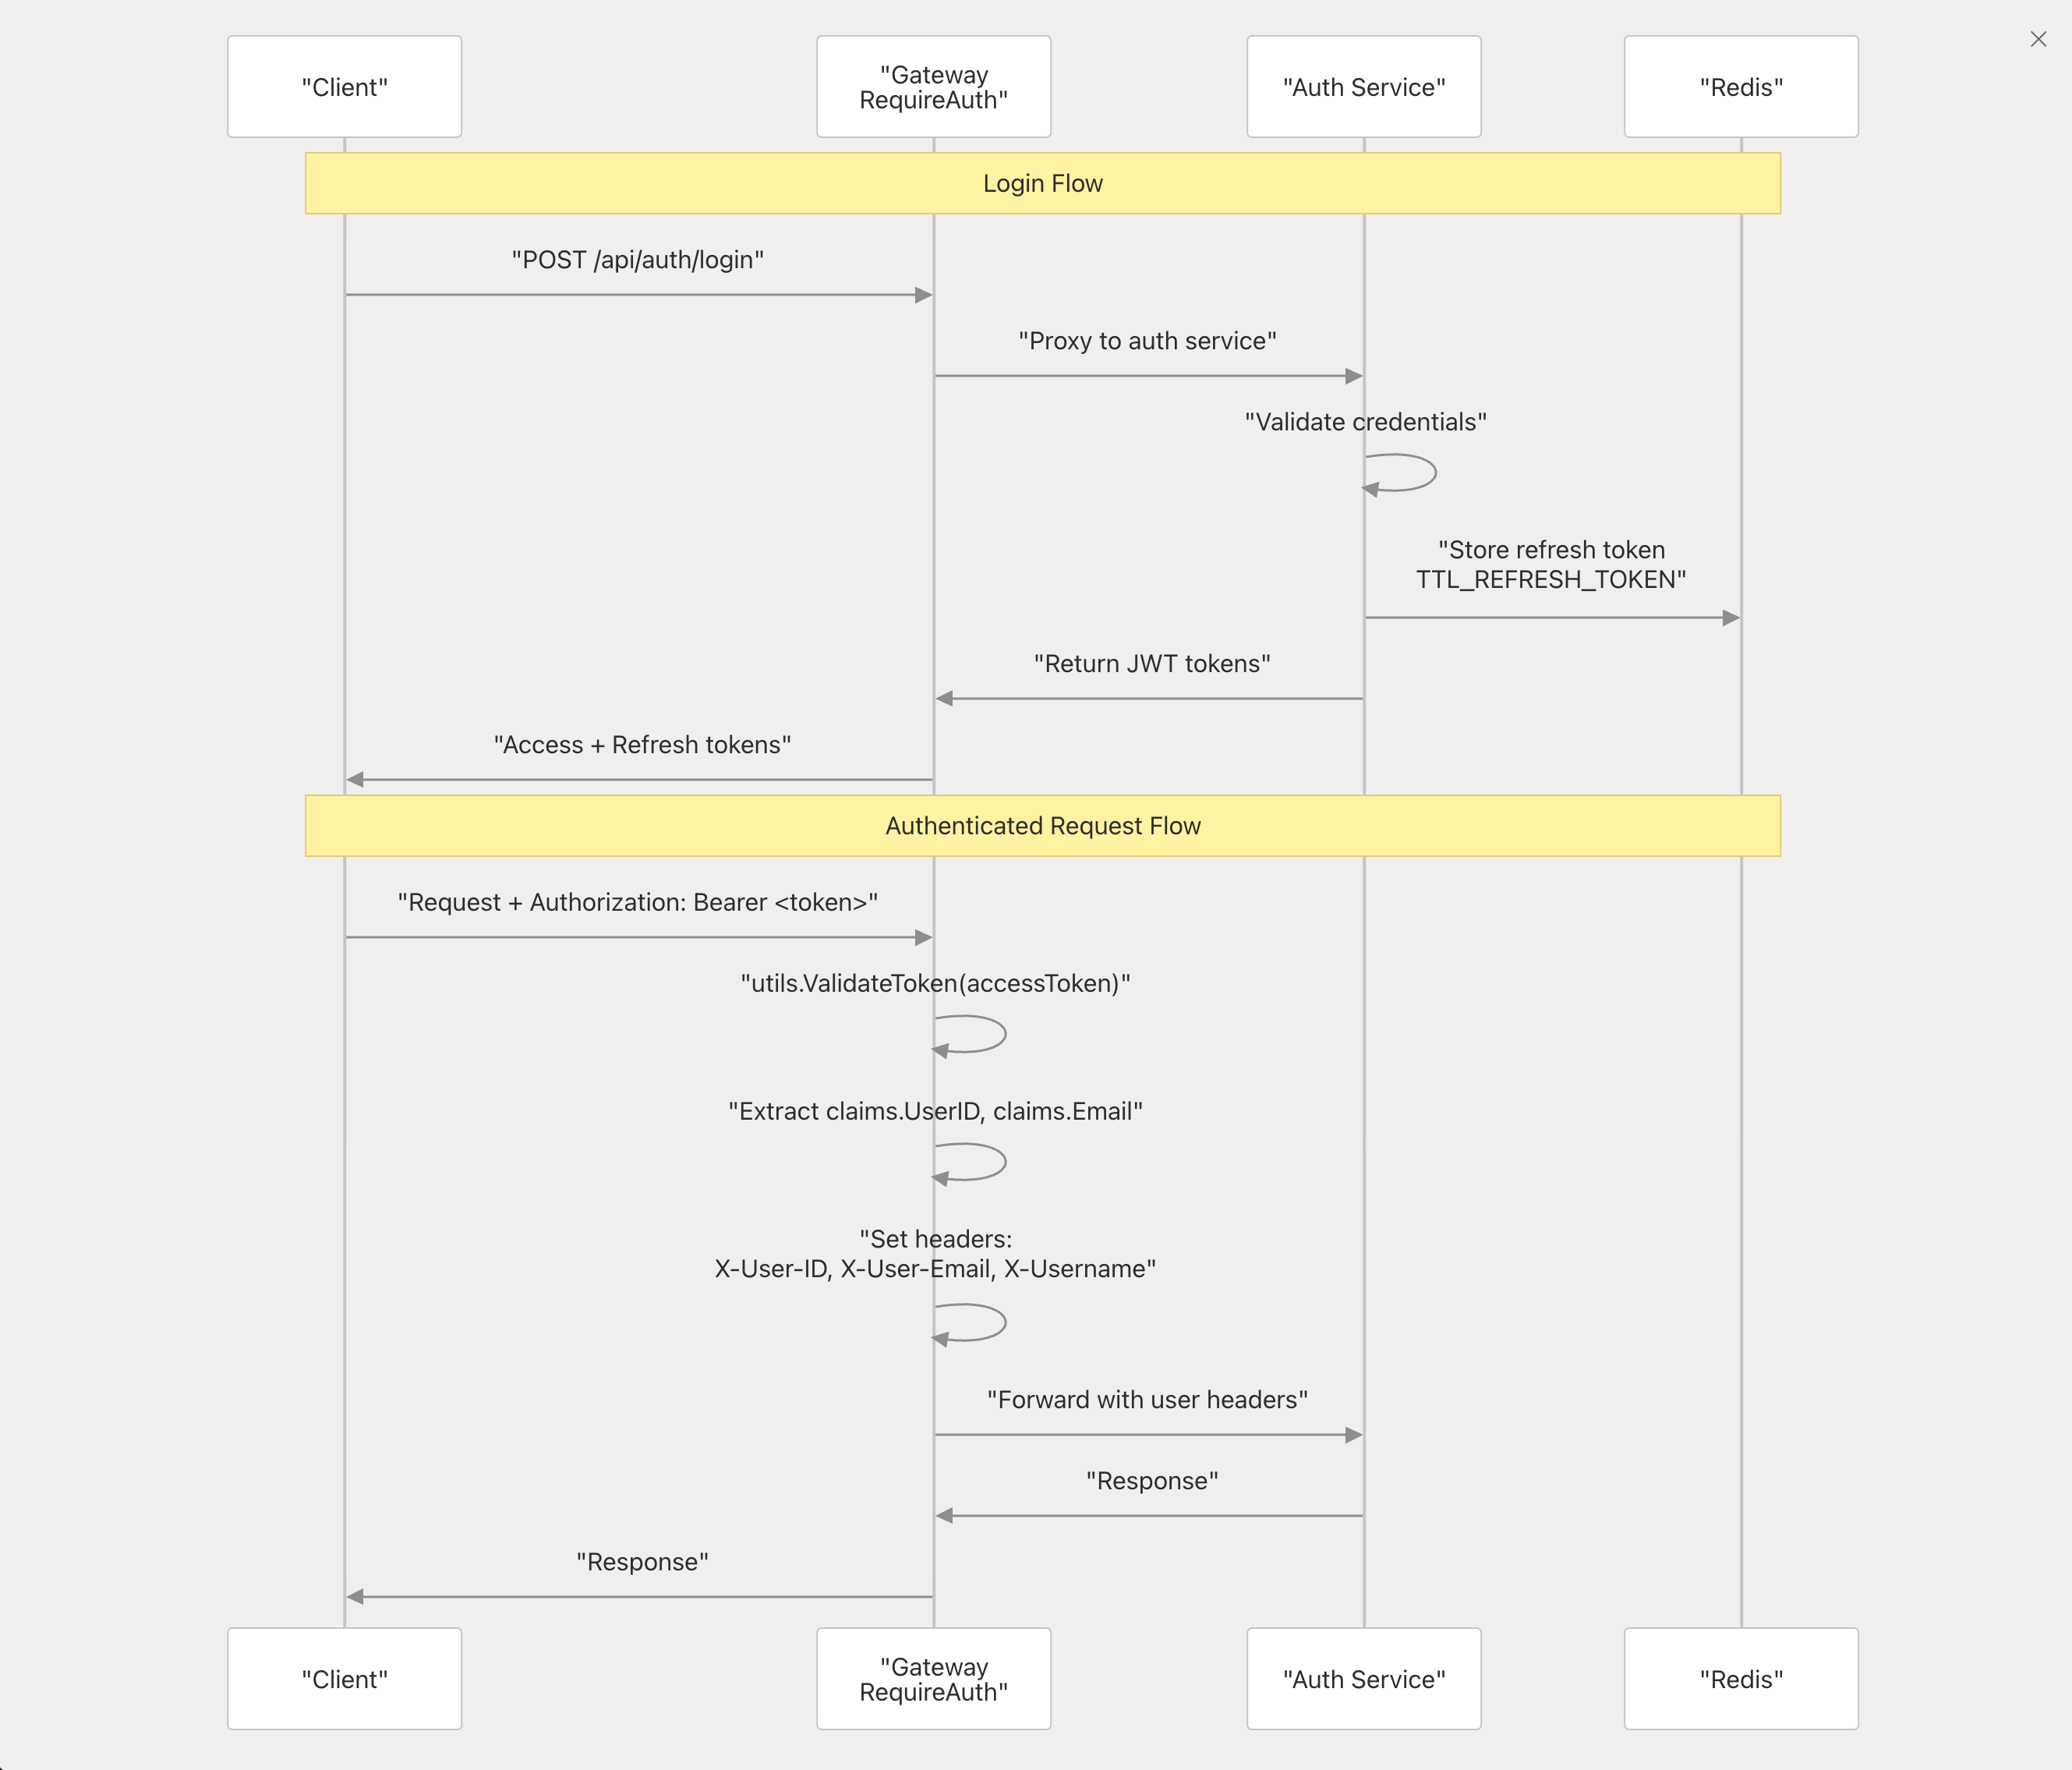 "Client"
"Gateway
RequireAuth"
"Auth Service"
"Redis"
Login Flow
"POST /api/auth/login"
"Proxy to auth service"
"Validate credentials"
"Store refresh token
TTL_REFRESH_TOKEN"
"Return JWT tokens"
"Access + Refresh tokens"
Authenticated Request Flow
"Request + Authorization: Bearer <token>"
"utils.ValidateToken(accessToken)"
"Extract claims.UserID, claims.Email"
"Set headers:
X-User-ID, X-User-Email, X-Username"
"Forward with user headers"
"Response"
"Response"
"Client"
"Gateway
RequireAuth"
"Auth Service"
"Redis"